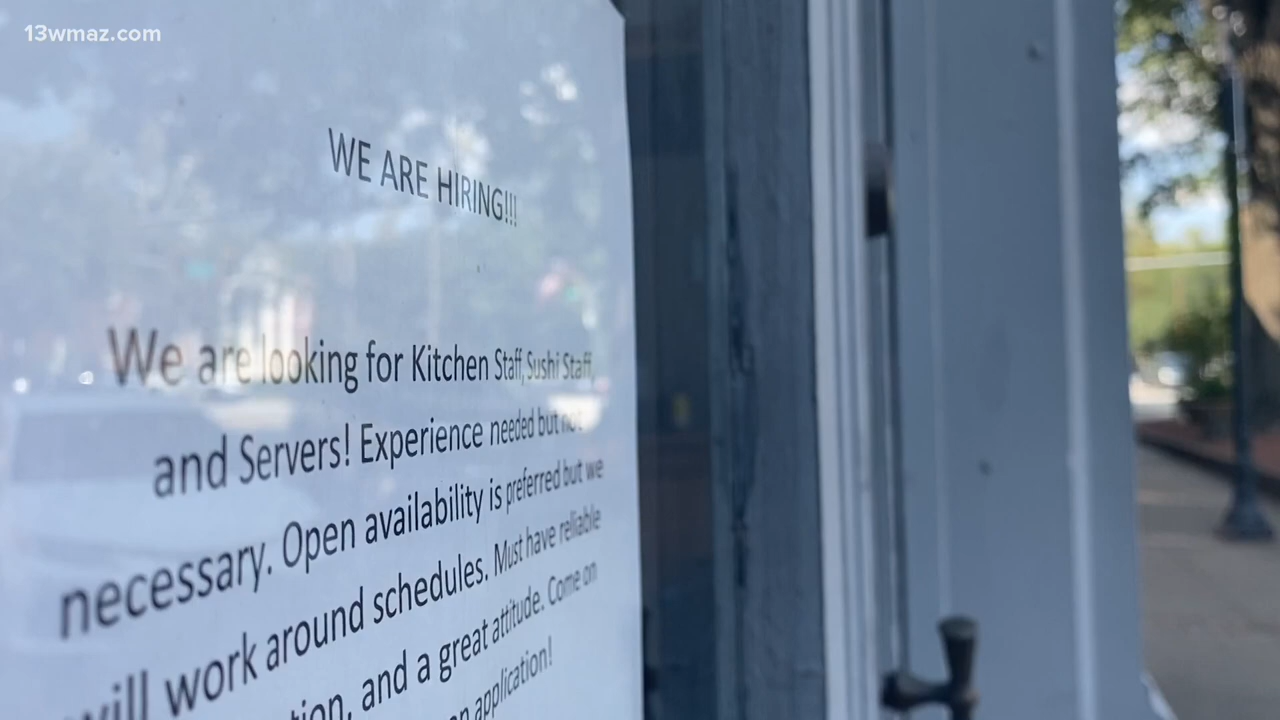 13wmaz.com
WE ARE HIRING!!!
We are looking for Kitchen Staff, Sushi Staff,
and Servers! Experience needed but not
necessary. Open availability is preferred but we
will work around schedules. Must have reliable
tion, and a great attitude. Come on
application!